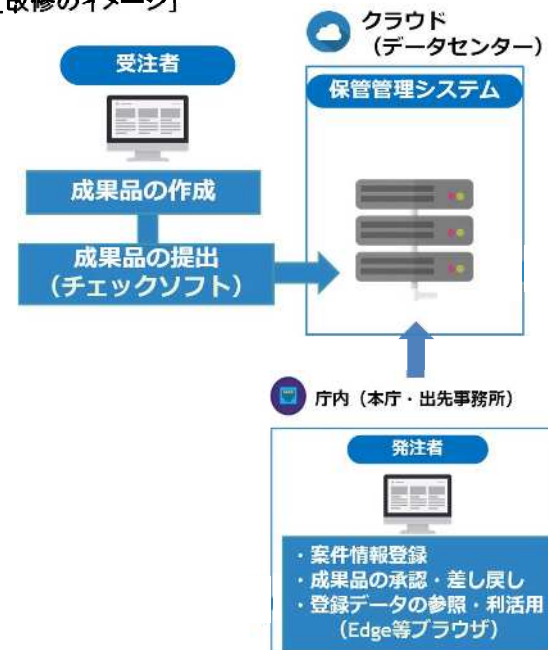 改修のイメージ」
クラウド
(データセンター)
受注者
保管管理システム
成果品の作成
成果品の提出
(チェックソフト)
庁内(本庁・出先事務所)
発注者
・案件情報登録
・成果品の承認・差し戻し
・登録データの参照・利活用
(Edge等ブラウザ)